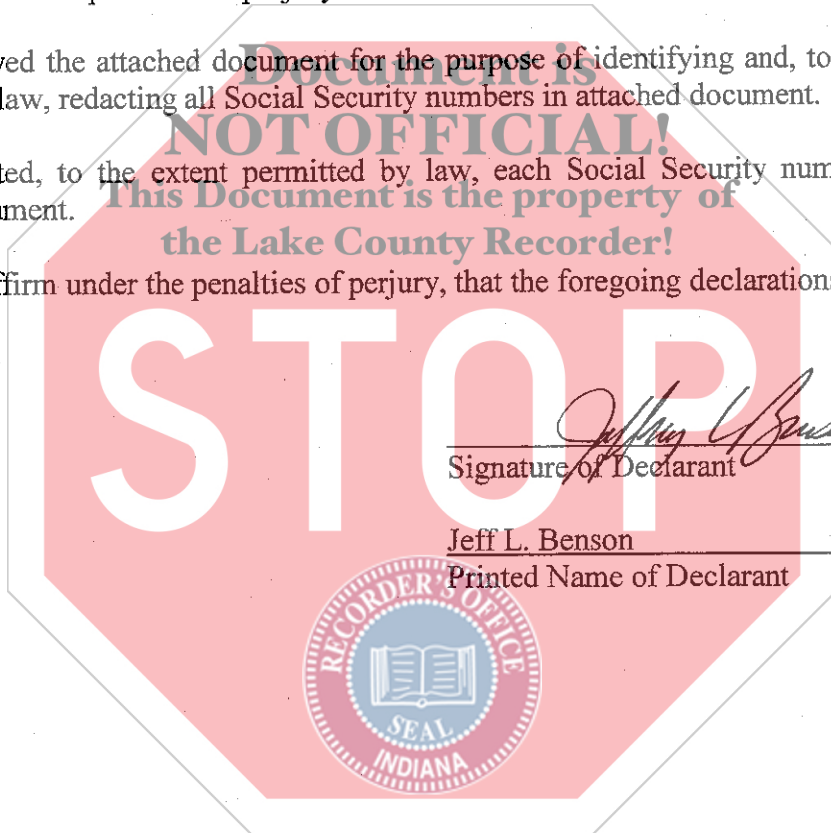 ved the attached document for the purpose of identifying and, to
Document is
law, redacting all Social Security numbers in attached document.
NOT OFFICIAL!
ted, to the extent permitted by law, each Social Security num
This Document is the property of
ument.
the Lake County Recorder!
ffirm under the penalties of perjury, that the foregoing declarations
STOP
Signature of Declarant
Jeff L. Benson
Printed Name of Declarant
RECORDER'S OFFICE
SEAL
INDIANA